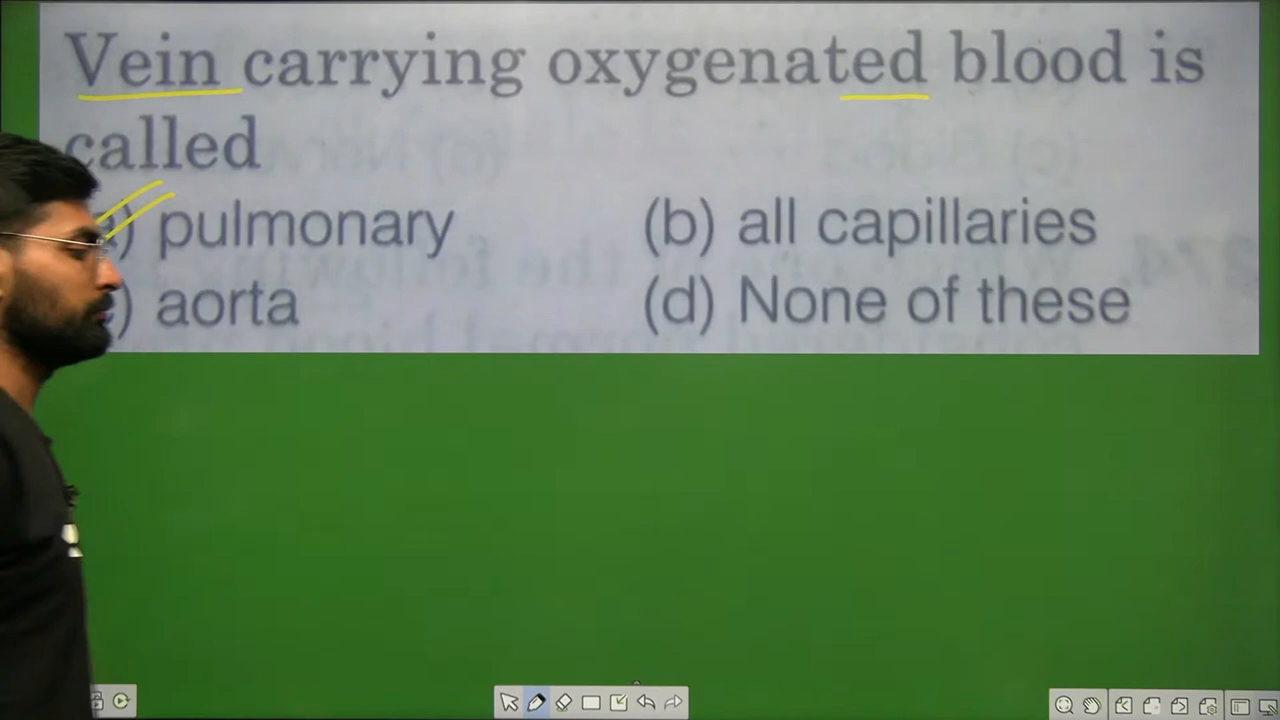 Vein carrying oxygenated blood is
called
a) pulmonary (b) all capillaries
) aorta (d) None of these